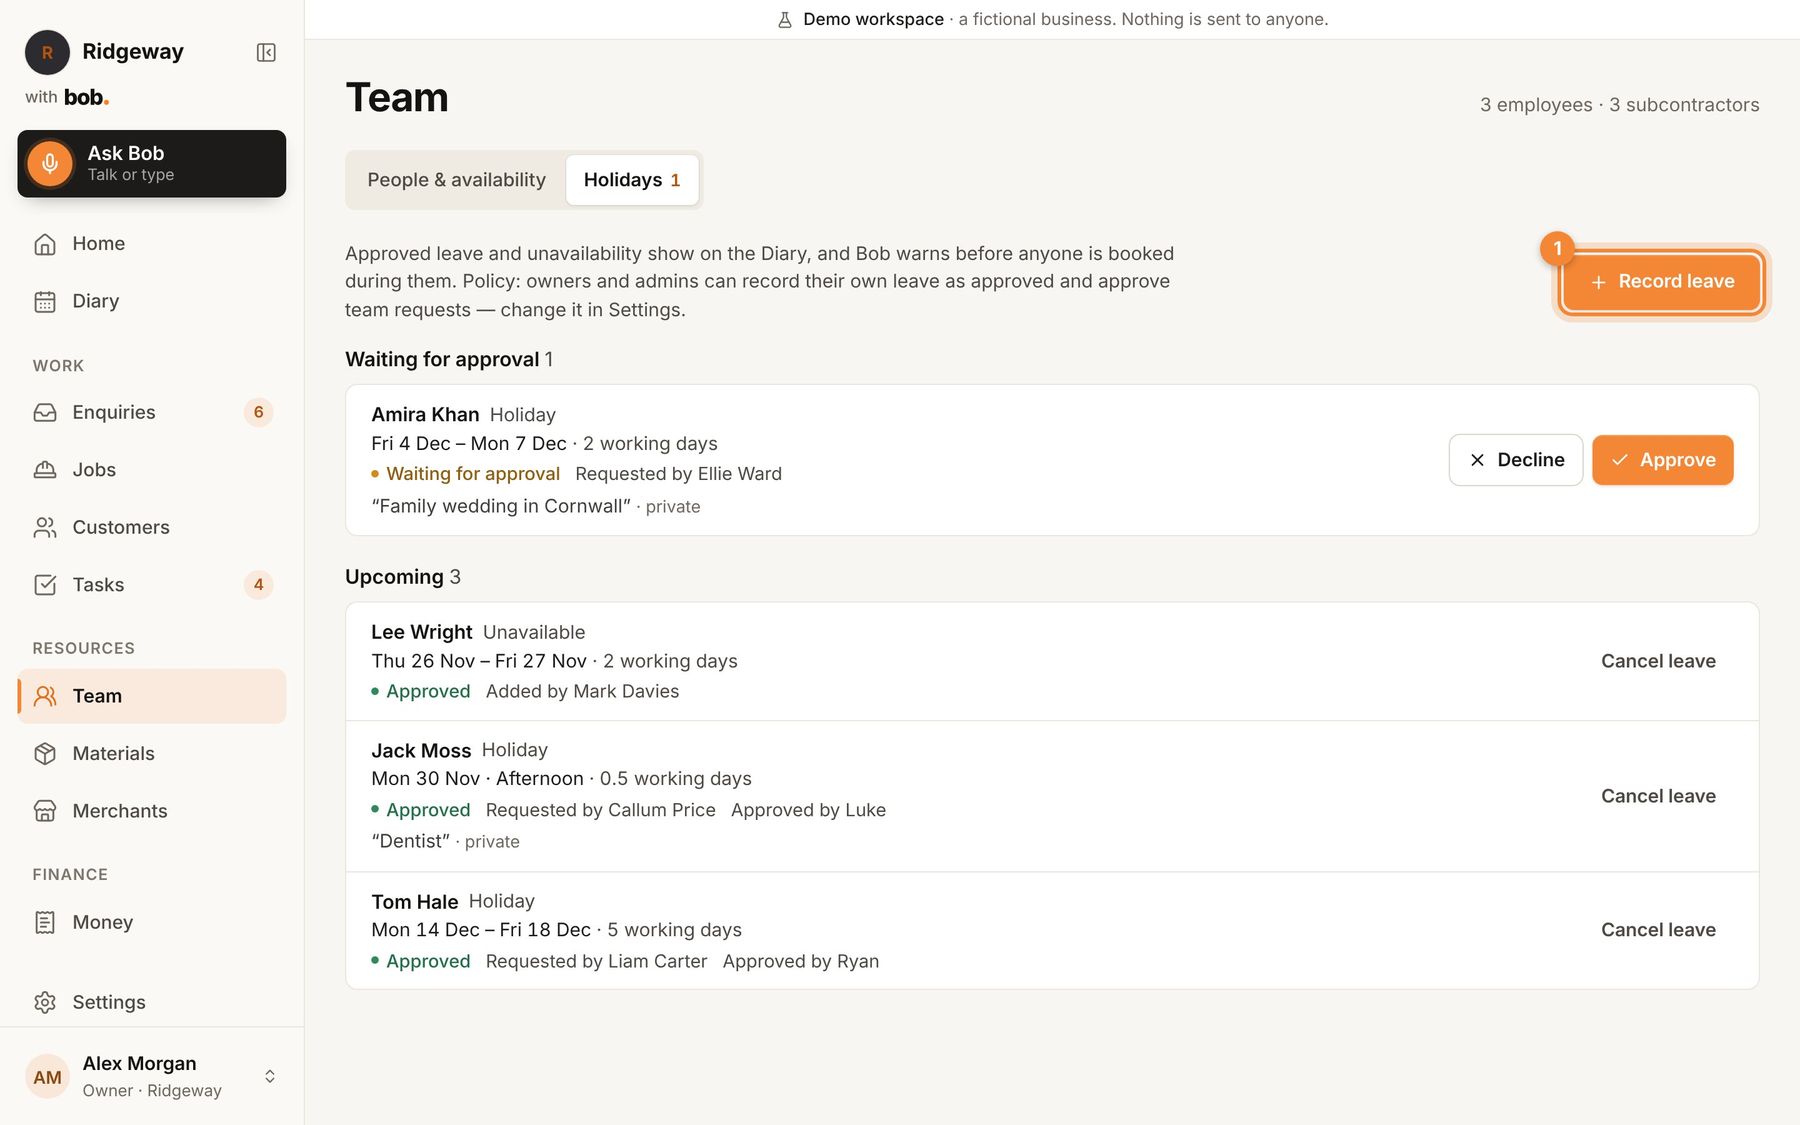 Demo workspace · a fictional business. Nothing is sent to anyone.
R
Ridgeway
with bob.
Ask Bob
Talk or type
Home
Diary
WORK
Enquiries 6
Jobs
Customers
Tasks 4
RESOURCES
Team
Materials
Merchants
FINANCE
Money
Settings
AM
Alex Morgan
Owner · Ridgeway
Team
3 employees · 3 subcontractors
People & availability
Holidays 1
Approved leave and unavailability show on the Diary, and Bob warns before anyone is booked
during them. Policy: owners and admins can record their own leave as approved and approve
team requests — change it in Settings.
1
+ Record leave
Waiting for approval 1
Amira Khan Holiday
Fri 4 Dec – Mon 7 Dec · 2 working days
Waiting for approval Requested by Ellie Ward
“Family wedding in Cornwall” · private
Decline
Approve
Upcoming 3
Lee Wright Unavailable
Thu 26 Nov – Fri 27 Nov · 2 working days
Approved Added by Mark Davies
Cancel leave
Jack Moss Holiday
Mon 30 Nov · Afternoon · 0.5 working days
Approved Requested by Callum Price Approved by Luke
“Dentist” · private
Cancel leave
Tom Hale Holiday
Mon 14 Dec – Fri 18 Dec · 5 working days
Approved Requested by Liam Carter Approved by Ryan
Cancel leave